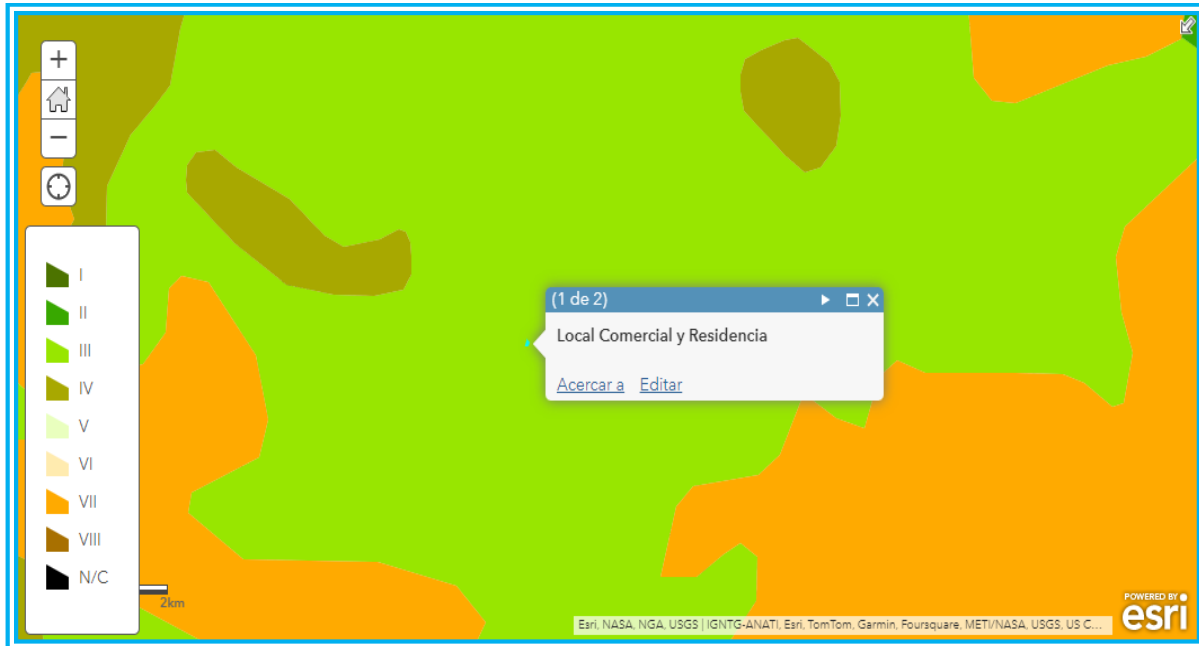 +
−
I
II
III
IV
V
VI
VII
VIII
N/C
(1 de 2)
Local Comercial y Residencia
Acercar a Editar
2km
Esri, NASA, NGA, USGS | IGNTG-ANATI, Esri, TomTom, Garmin, Foursquare, METI/NASA, USGS, US C...
POWERED BY
esri